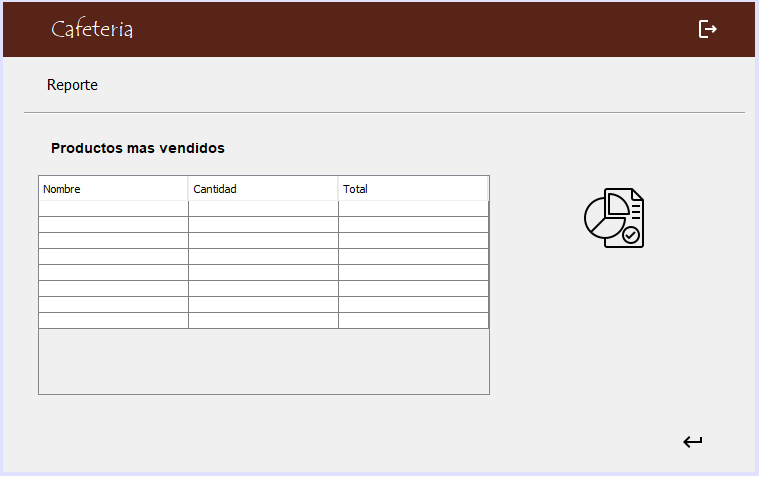 Cafeteria
Reporte
Productos mas vendidos
Nombre Cantidad Total